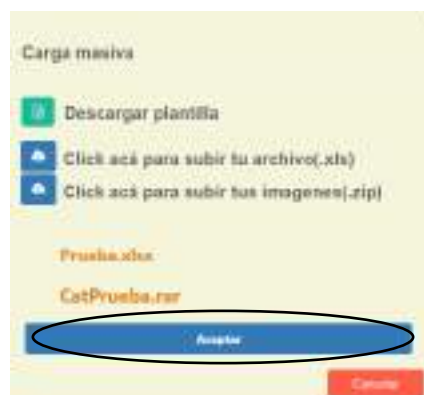 Carga masiva
Descargar plantilla
Click acá para subir tu archivo(.xls)
Click acá para subir tus imagenes(.zip)
Prueba.xlsx
CatPrueba.rar
Aceptar
Cancelar